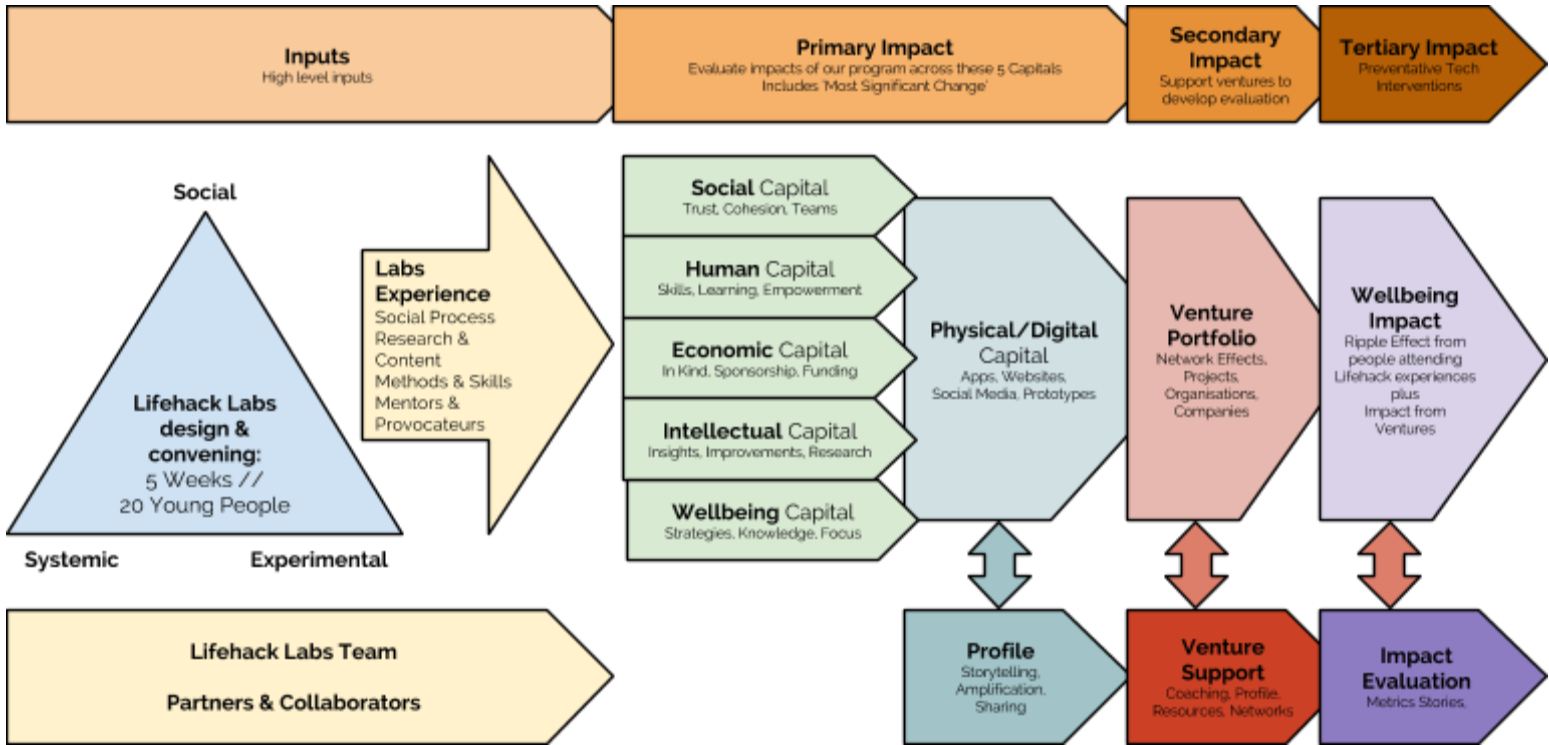 Inputs
High level inputs
Primary Impact
Evaluate impacts of our program across these 5 Capitals
Includes 'Most Significant Change'
Secondary
Impact
Support ventures to
develop evaluation
Tertiary Impact
Preventative Tech
Interventions
Social
Lifehack Labs
design &
convening:
5 Weeks //
20 Young People
Systemic
Experimental
Labs
Experience
Social Process
Research &
Content
Methods & Skills
Mentors &
Provocateurs
Social Capital
Trust, Cohesion, Teams
Human Capital
Skills, Learning, Empowerment
Economic Capital
In Kind, Sponsorship, Funding
Intellectual Capital
Insights, Improvements, Research
Wellbeing Capital
Strategies, Knowledge, Focus
Physical/Digital
Capital
Apps, Websites,
Social Media, Prototypes
Venture
Portfolio
Network Effects,
Projects,
Organisations,
Companies
Wellbeing
Impact
Ripple Effect from
people attending
Lifehack experiences
plus
Impact from
Ventures
Lifehack Labs Team
Partners & Collaborators
Profile
Storytelling,
Amplification,
Sharing
Venture
Support
Coaching, Profile,
Resources, Networks
Impact
Evaluation
Metrics Stories,